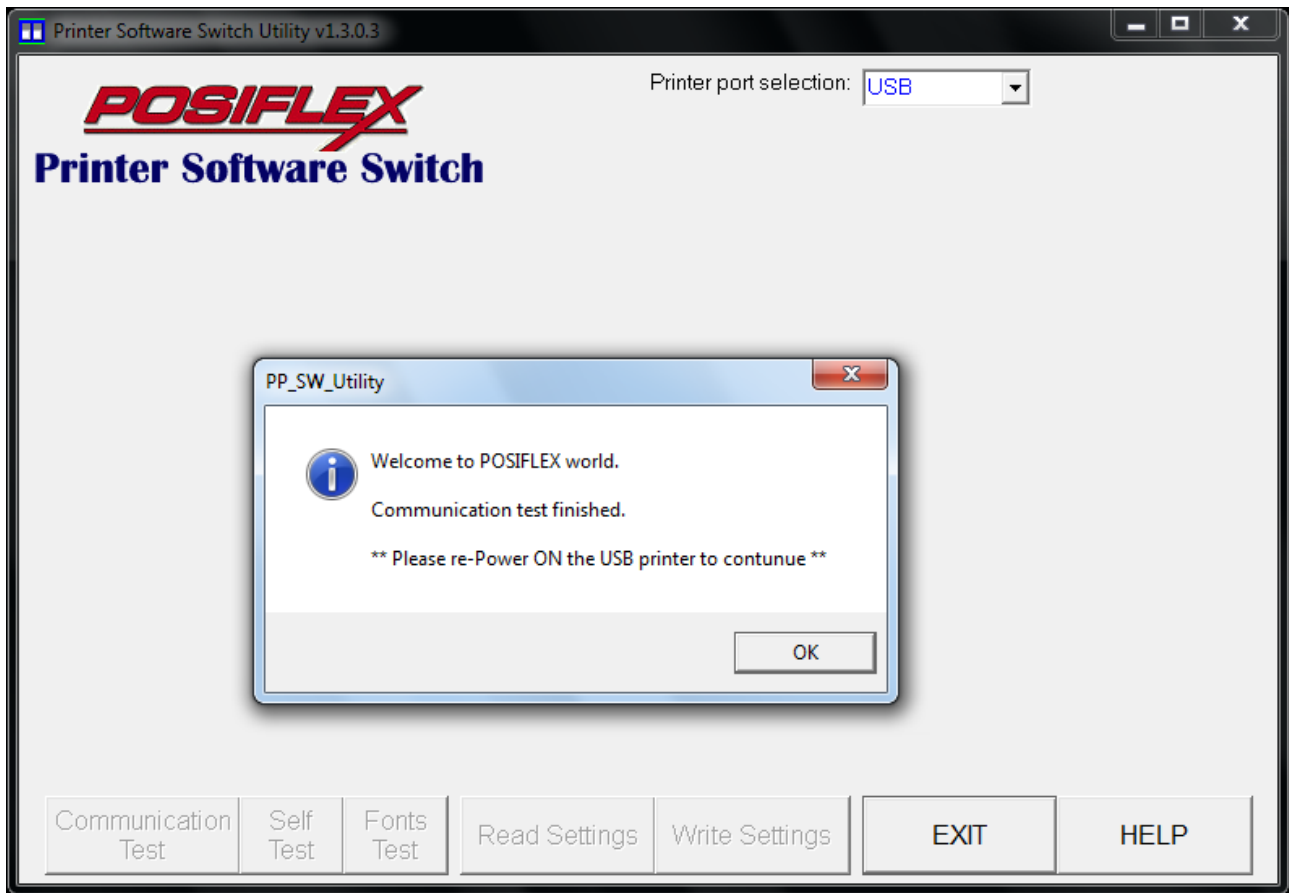 Printer Software Switch Utility v1.3.0.3
POSIFLEX
Printer Software Switch
Printer port selection:
USB
PP_SW_Utility
Welcome to POSIFLEX world.
Communication test finished.
** Please re-Power ON the USB printer to contunue **
OK
Communication
Test
Self
Test
Fonts
Test
Read Settings
Write Settings
EXIT
HELP